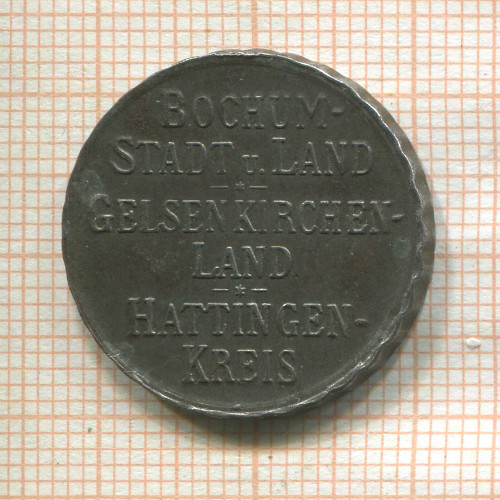 BOCHUM-
STADT u. LAND
GELSENKIRCHEN-
LAND
HATTINGEN-
KREIS